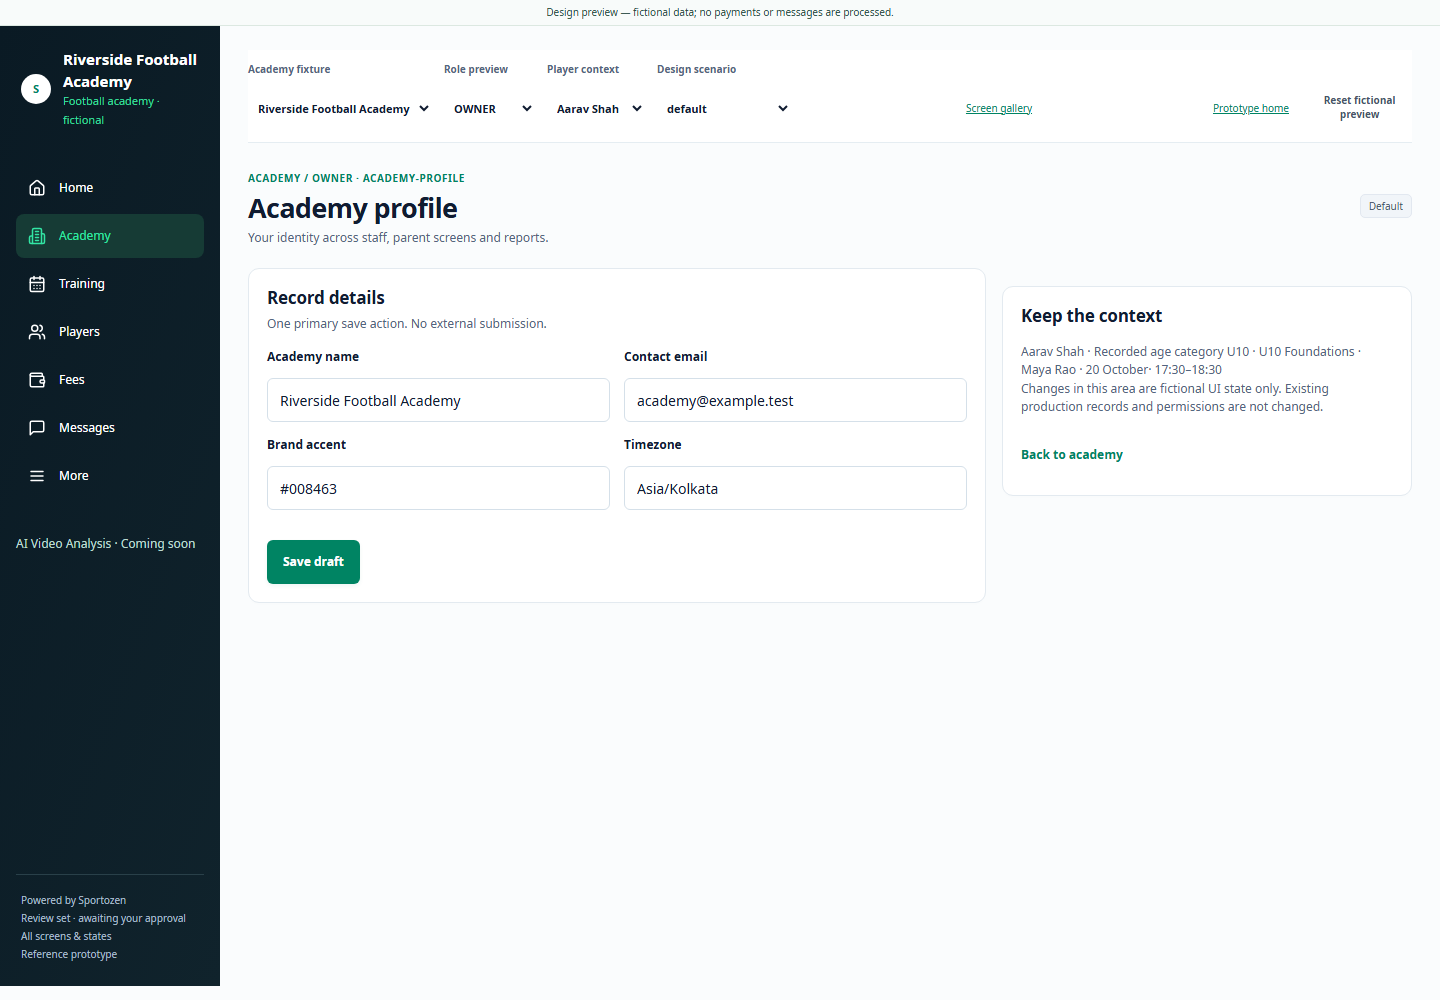 Design preview — fictional data; no payments or messages are processed.
S
Riverside Football
Academy
Football academy ·
fictional
Home
Academy
Training
Players
Fees
Messages
More
AI Video Analysis · Coming soon
Powered by Sportozen
Review set · awaiting your approval
All screens & states
Reference prototype
Academy fixture
Role preview
Player context
Design scenario
Riverside Football Academy
OWNER
Aarav Shah
default
Screen gallery
Prototype home
Reset fictional
preview
ACADEMY / OWNER · ACADEMY-PROFILE
Academy profile
Your identity across staff, parent screens and reports.
Default
Record details
One primary save action. No external submission.
Academy name
Contact email
Riverside Football Academy
academy@example.test
Brand accent
Timezone
#008463
Asia/Kolkata
Save draft
Keep the context
Aarav Shah · Recorded age category U10 · U10 Foundations ·
Maya Rao · 20 October· 17:30–18:30
Changes in this area are fictional UI state only. Existing
production records and permissions are not changed.
Back to academy